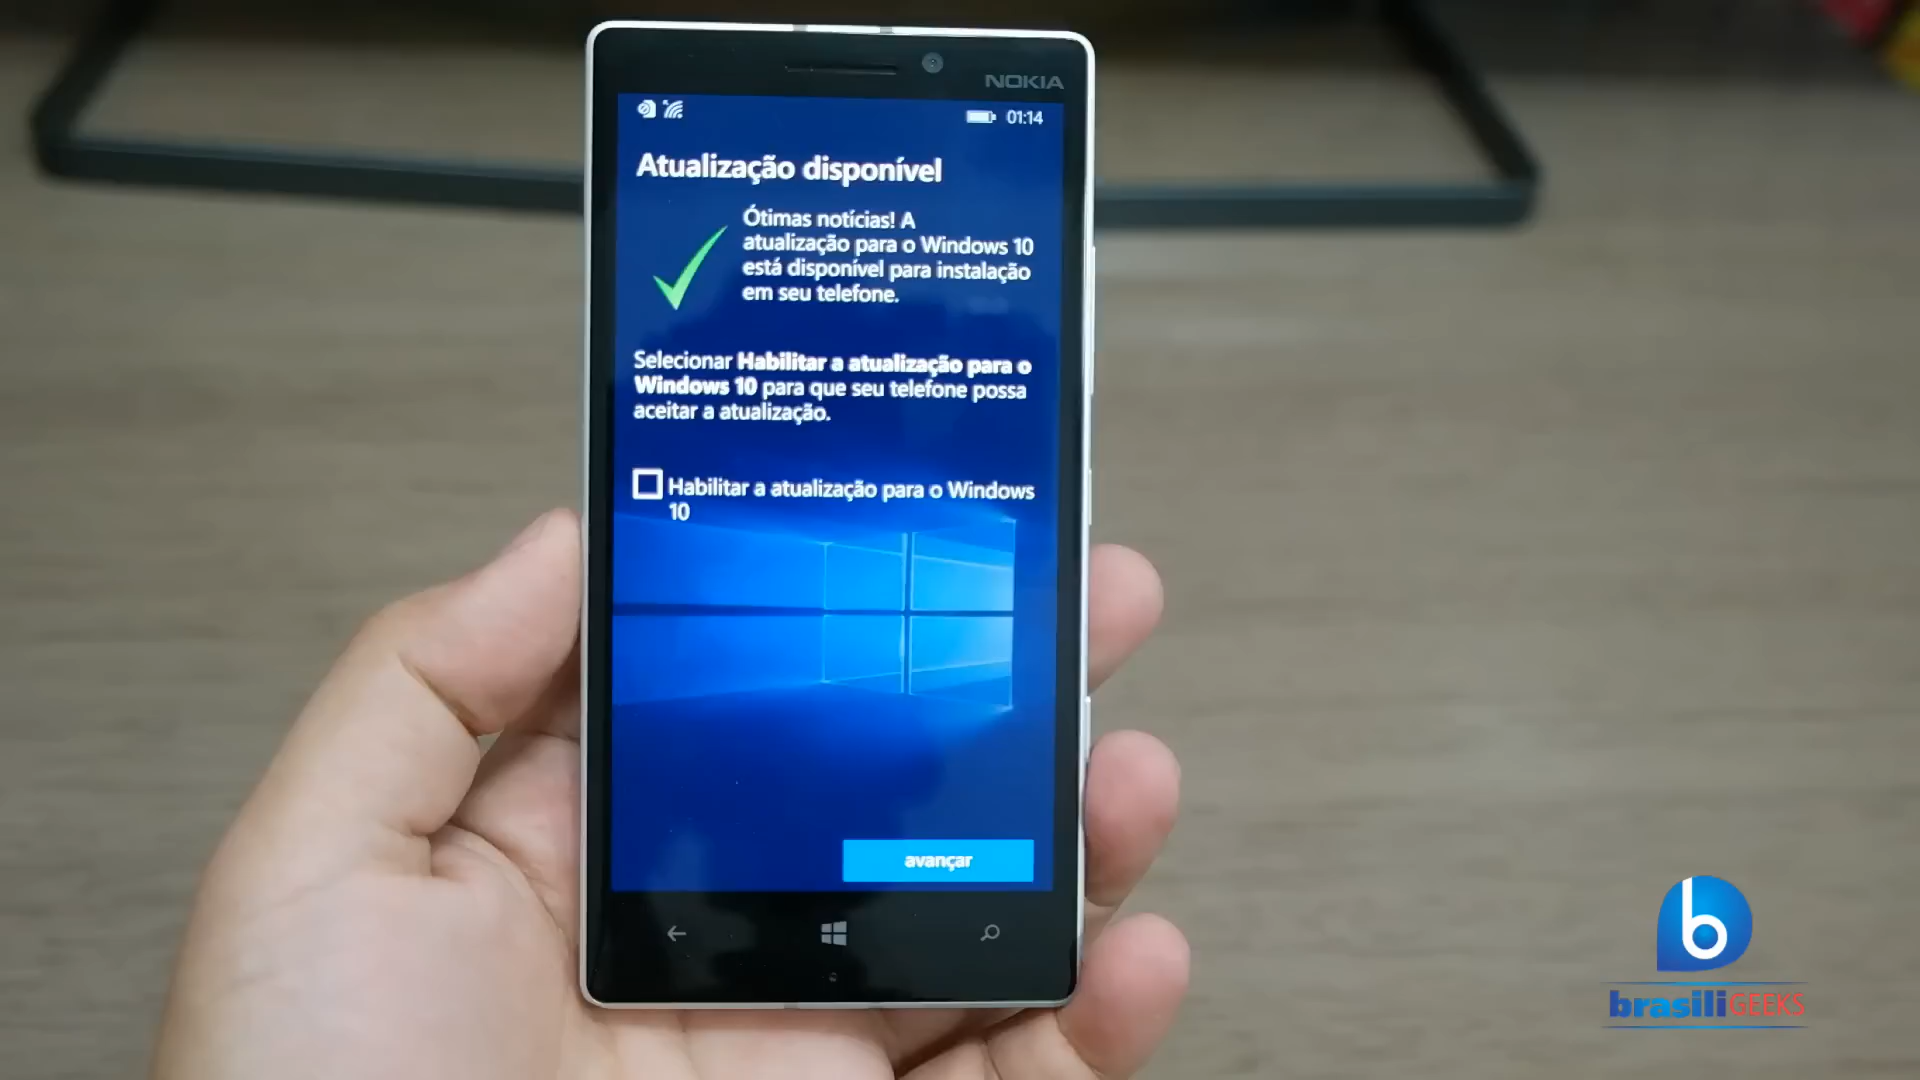 NOKIA
01:14
Atualização disponível
Ótimas notícias! A
atualização para o Windows 10
está disponível para instalação
em seu telefone.
Selecionar Habilitar a atualização para o
Windows 10 para que seu telefone possa
aceitar a atualização.
Habilitar a atualização para o Windows
10
avançar
b
brasiliGEEKS